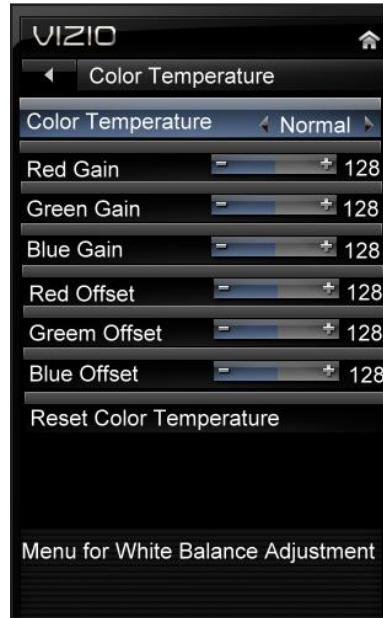 VIZIO
Color Temperature
Color Temperature Normal
Red Gain - + 128
Green Gain - + 128
Blue Gain - + 128
Red Offset - + 128
Greem Offset - + 128
Blue Offset - + 128
Reset Color Temperature
Menu for White Balance Adjustment